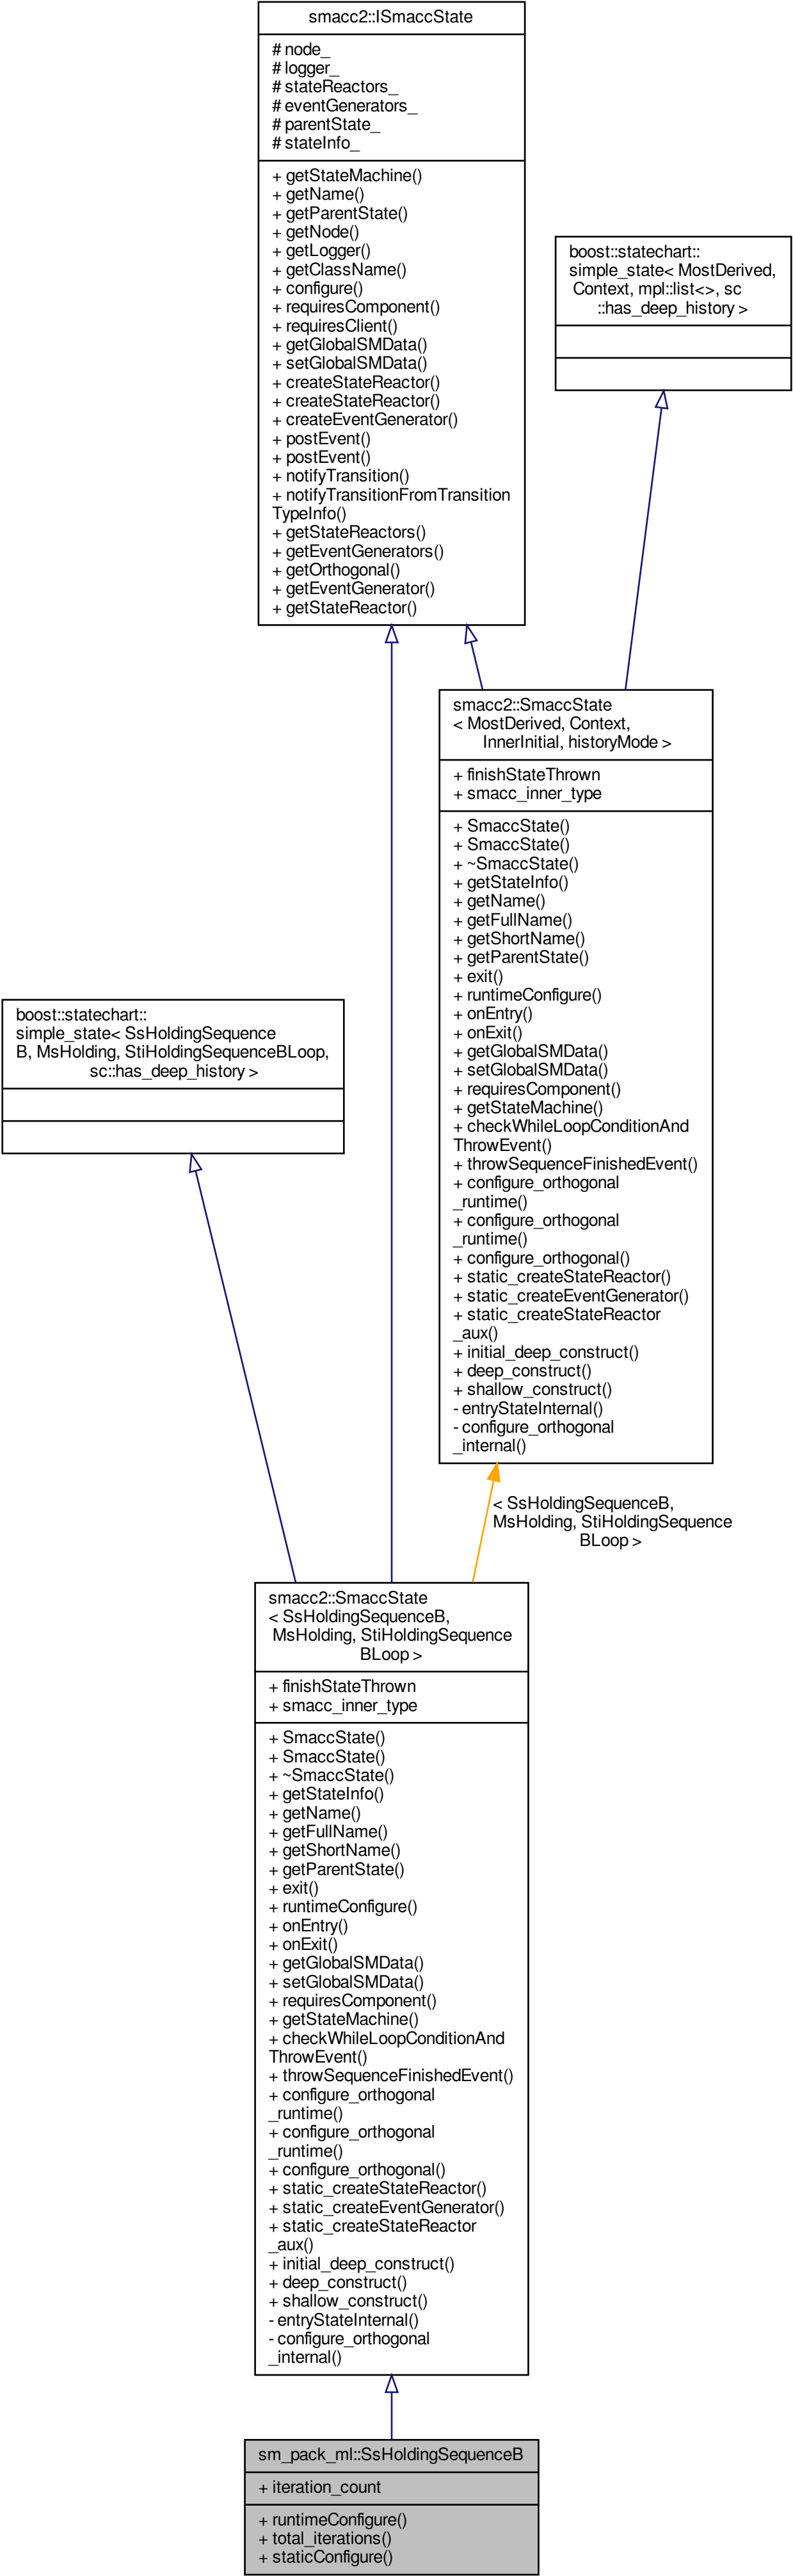 smacc2::ISmaccState
# node_
# logger_
# stateReactors_
# eventGenerators_
# parentState_
# stateInfo_
+ getStateMachine()
+ getName()
+ getParentState()
+ getNode()
+ getLogger()
+ getClassName()
+ configure()
+ requiresComponent()
+ requiresClient()
+ getGlobalSMData()
+ setGlobalSMData()
+ createStateReactor()
+ createStateReactor()
+ createEventGenerator()
+ postEvent()
+ postEvent()
+ notifyTransition()
+ notifyTransitionFromTransition
TypeInfo()
+ getStateReactors()
+ getEventGenerators()
+ getOrthogonal()
+ getEventGenerator()
+ getStateReactor()
boost::statechart::
simple_state< MostDerived,
Context, mpl::list<>, sc
::has_deep_history >
smacc2::SmaccState
< MostDerived, Context,
InnerInitial, historyMode >
+ finishStateThrown
+ smacc_inner_type
+ SmaccState()
+ SmaccState()
+ ~SmaccState()
+ getStateInfo()
+ getName()
+ getFullName()
+ getShortName()
+ getParentState()
+ exit()
+ runtimeConfigure()
+ onEntry()
+ onExit()
+ getGlobalSMData()
+ setGlobalSMData()
+ requiresComponent()
+ getStateMachine()
+ checkWhileLoopConditionAnd
ThrowEvent()
+ throwSequenceFinishedEvent()
+ configure_orthogonal
_runtime()
+ configure_orthogonal
_runtime()
+ configure_orthogonal()
+ static_createStateReactor()
+ static_createEventGenerator()
+ static_createStateReactor
_aux()
+ initial_deep_construct()
+ deep_construct()
+ shallow_construct()
- entryStateInternal()
- configure_orthogonal
_internal()
boost::statechart::
simple_state< SsHoldingSequence
B, MsHolding, StiHoldingSequenceBLoop,
sc::has_deep_history >
< SsHoldingSequenceB,
MsHolding, StiHoldingSequence
BLoop >
smacc2::SmaccState
< SsHoldingSequenceB,
MsHolding, StiHoldingSequence
BLoop >
+ finishStateThrown
+ smacc_inner_type
+ SmaccState()
+ SmaccState()
+ ~SmaccState()
+ getStateInfo()
+ getName()
+ getFullName()
+ getShortName()
+ getParentState()
+ exit()
+ runtimeConfigure()
+ onEntry()
+ onExit()
+ getGlobalSMData()
+ setGlobalSMData()
+ requiresComponent()
+ getStateMachine()
+ checkWhileLoopConditionAnd
ThrowEvent()
+ throwSequenceFinishedEvent()
+ configure_orthogonal
_runtime()
+ configure_orthogonal
_runtime()
+ configure_orthogonal()
+ static_createStateReactor()
+ static_createEventGenerator()
+ static_createStateReactor
_aux()
+ initial_deep_construct()
+ deep_construct()
+ shallow_construct()
- entryStateInternal()
- configure_orthogonal
_internal()
sm_pack_ml::SsHoldingSequenceB
+ iteration_count
+ runtimeConfigure()
+ total_iterations()
+ staticConfigure()